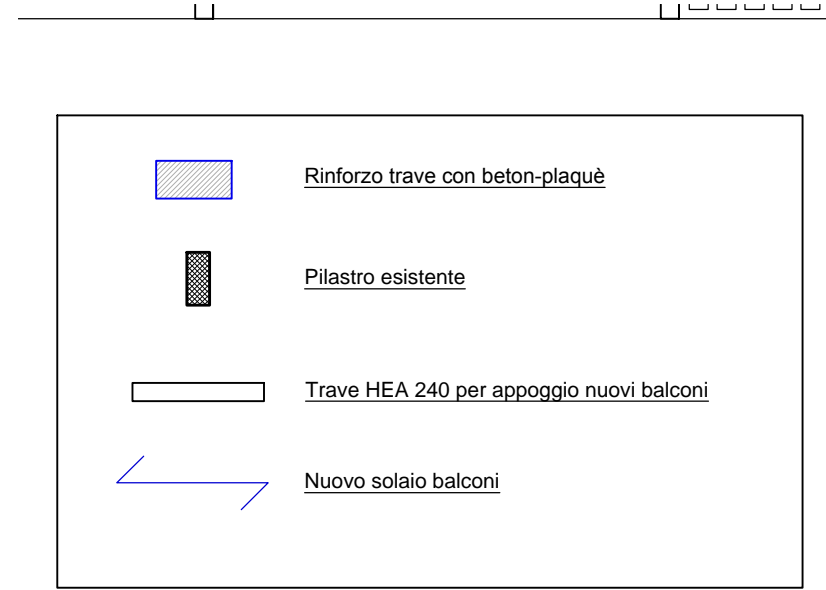 Rinforzo trave con beton-plaquè
Pilastro esistente
Trave HEA 240 per appoggio nuovi balconi
Nuovo solaio balconi